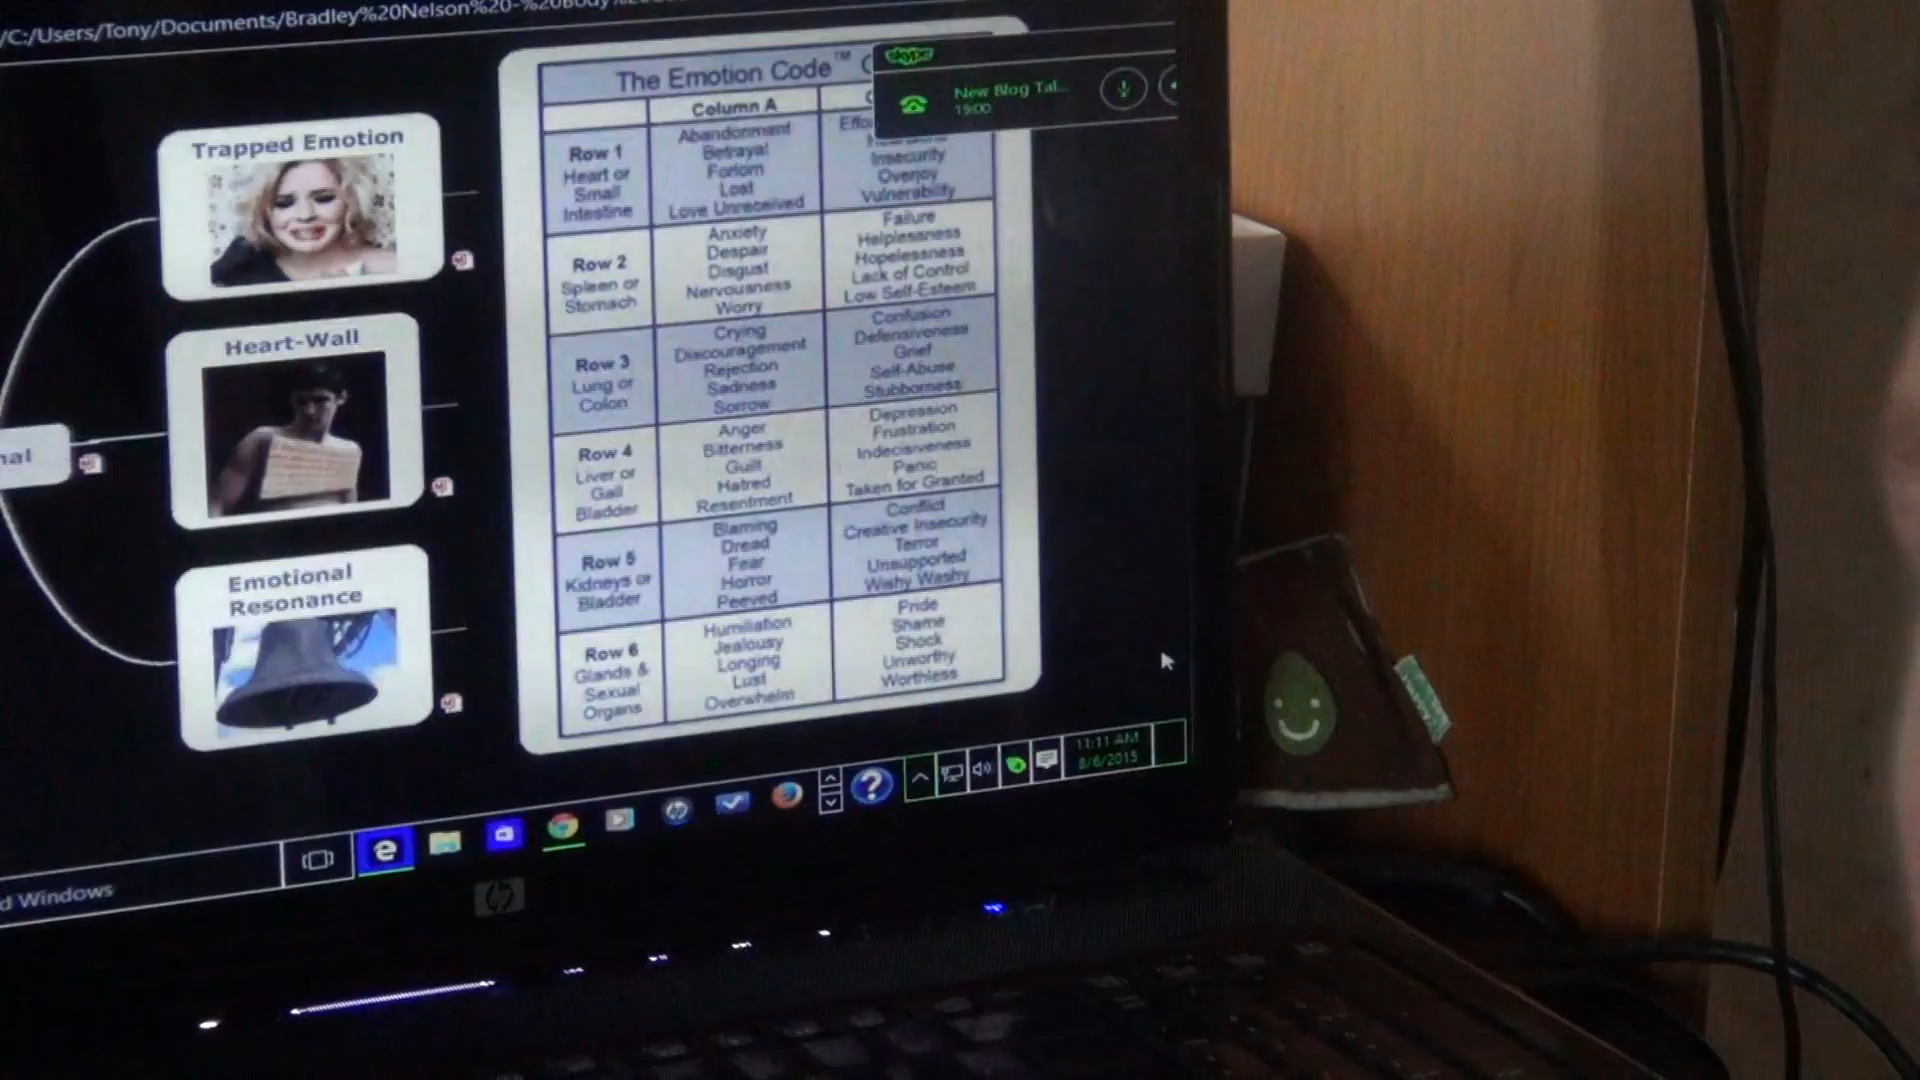 /C:/Users/Tony/Documents/Bradley%20Nelson%20-%20Body%20
The Emotion Code™
skype
New Blog Tal...
19:00
Column A
Trapped Emotion
Heart-Wall
Emotional
Resonance
nal
Row 1
Heart or
Small
Intestine
Abandonment
Betrayal
Forlorn
Lost
Love Unreceived
Insecurity
Overjoy
Vulnerability
Row 2
Spleen or
Stomach
Anxiety
Despair
Disgust
Nervousness
Worry
Failure
Helplessness
Hopelessness
Lack of Control
Low Self-Esteem
Row 3
Lung or
Colon
Crying
Discouragement
Rejection
Sadness
Sorrow
Confusion
Defensiveness
Grief
Self-Abuse
Stubborness
Row 4
Liver or
Gall
Bladder
Anger
Bitterness
Guilt
Hatred
Resentment
Depression
Frustration
Indecisiveness
Panic
Taken for Granted
Row 5
Kidneys or
Bladder
Blaming
Dread
Fear
Horror
Peeved
Conflict
Creative Insecurity
Terror
Unsupported
Wishy Washy
Row 6
Glands &
Sexual
Organs
Humiliation
Jealousy
Longing
Lust
Overwhelm
Pride
Shame
Shock
Unworthy
Worthless
11:11 AM
8/6/2015
d Windows
hp